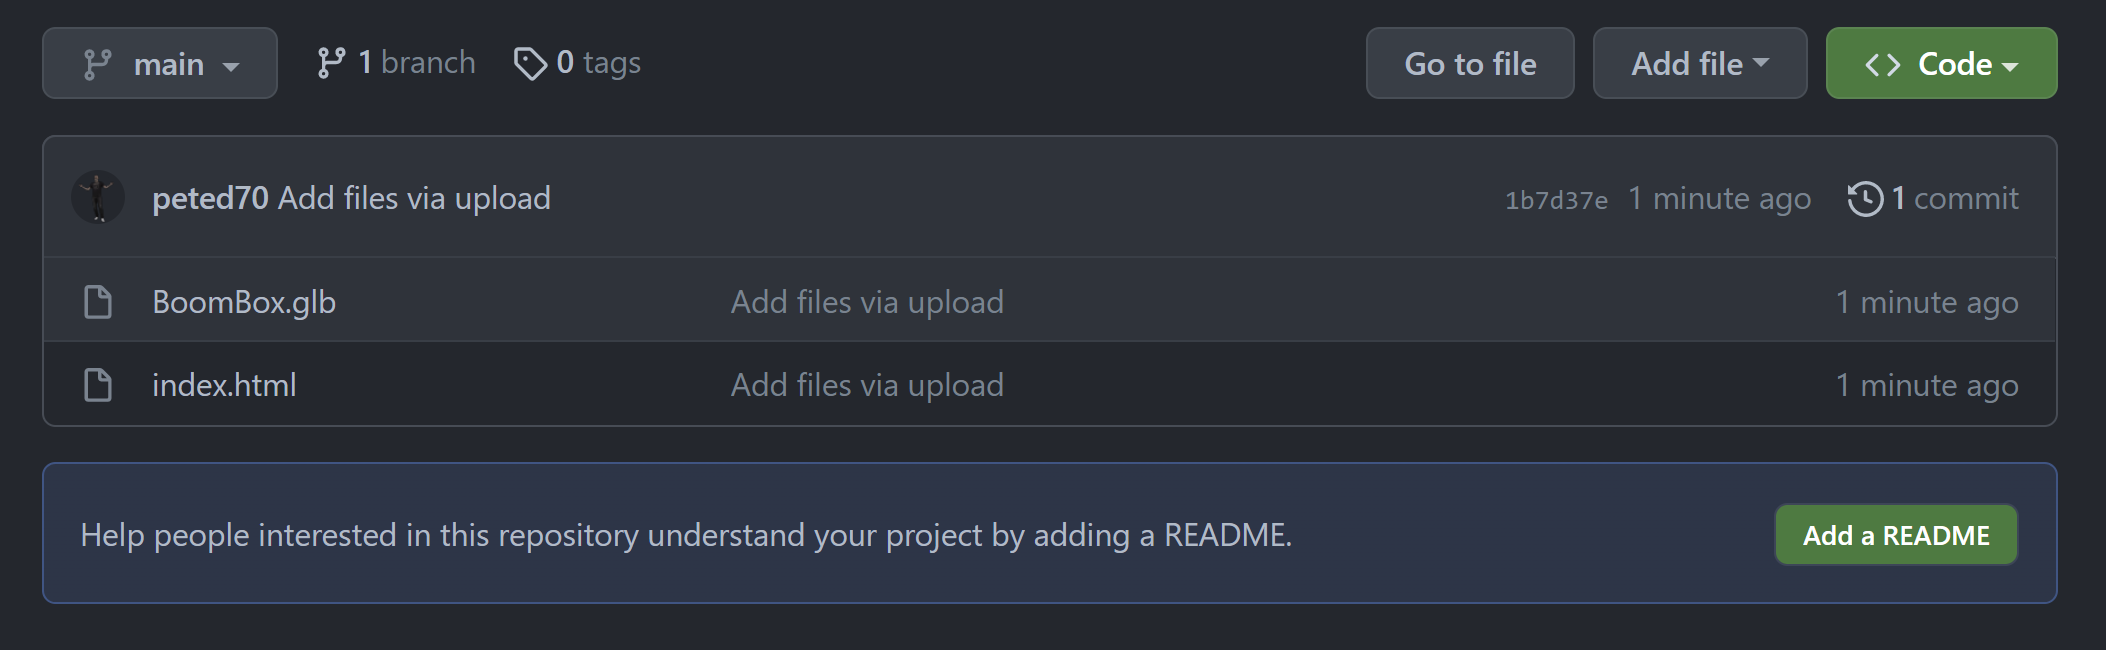 main 1 branch 0 tags Go to file Add file Code
peted70 Add files via upload 1b7d37e 1 minute ago 1 commit
BoomBox.glb Add files via upload 1 minute ago
index.html Add files via upload 1 minute ago
Help people interested in this repository understand your project by adding a README. Add a README